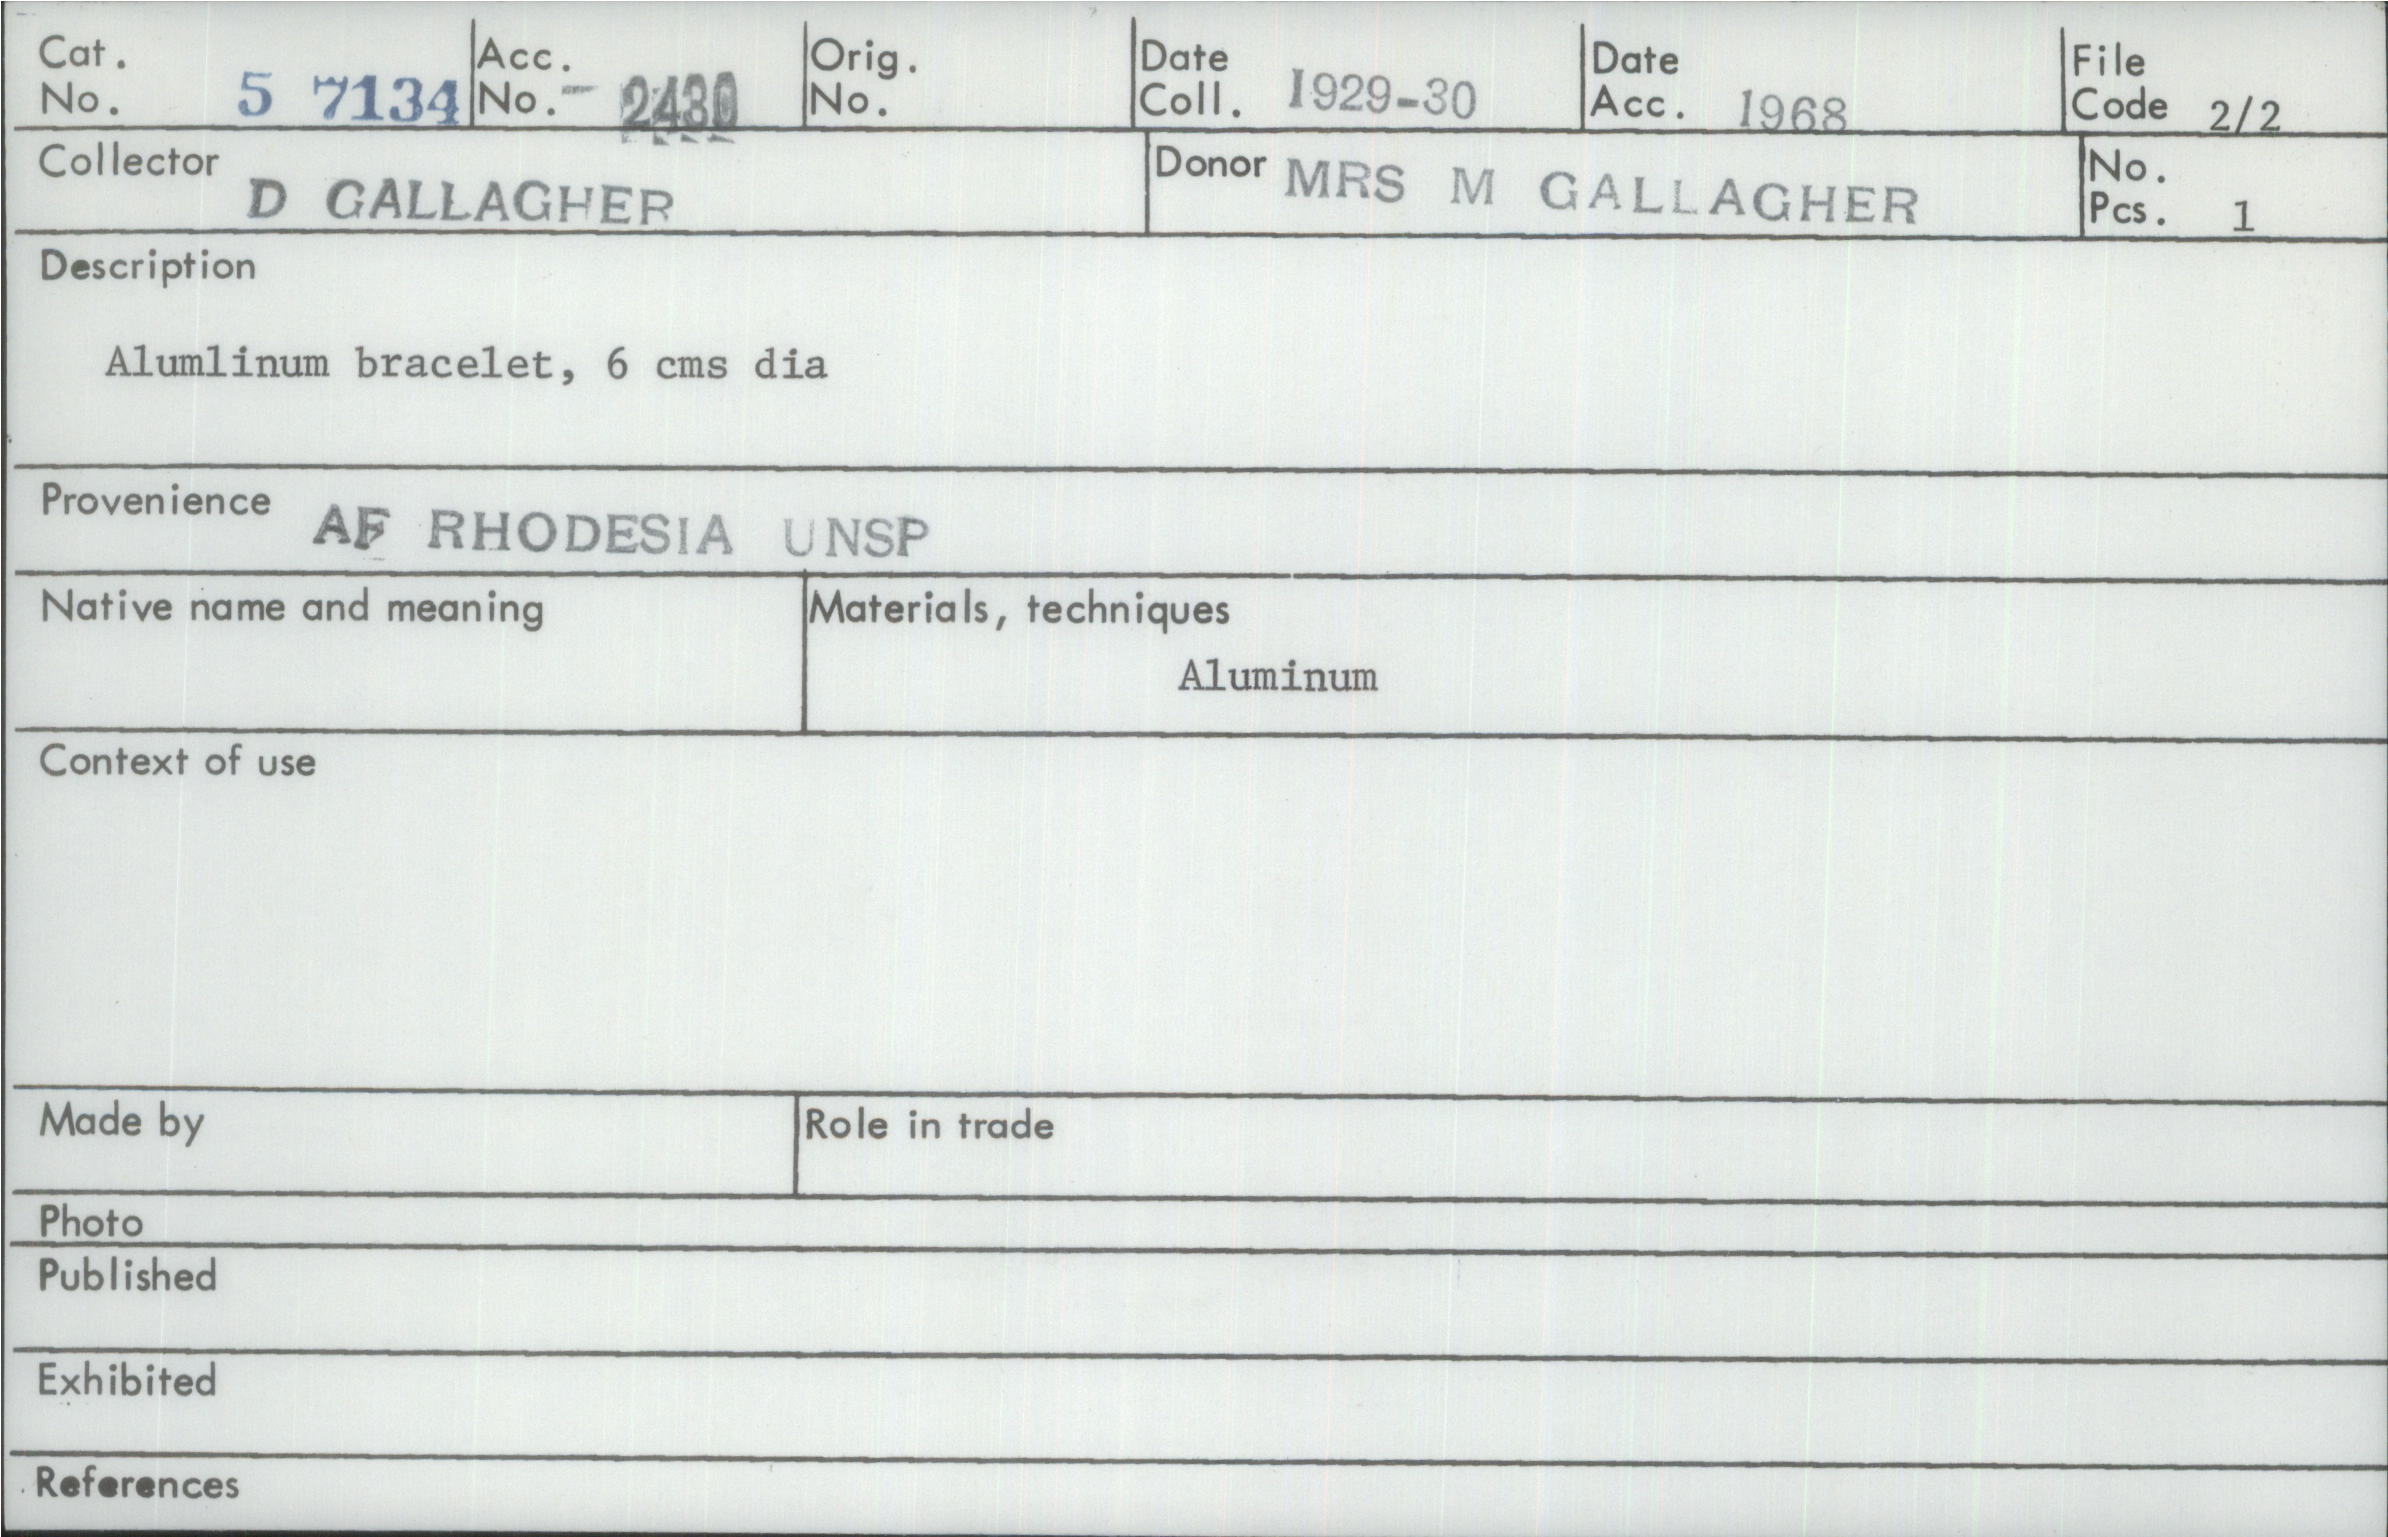 Cat. No. 5 7134
Acc. No. - 2430
Orig. No.
Date Coll. 1929-30
Date Acc. 1968
File Code 2/2
Collector D GALLAGHER
Donor MRS M GALLAGHER
No. Pcs. 1
Description
Alumlinum bracelet, 6 cms dia
Provenience AF RHODESIA UNSP
Native name and meaning
Materials, techniques
Aluminum
Context of use
Made by
Role in trade
Photo
Published
Exhibited
References